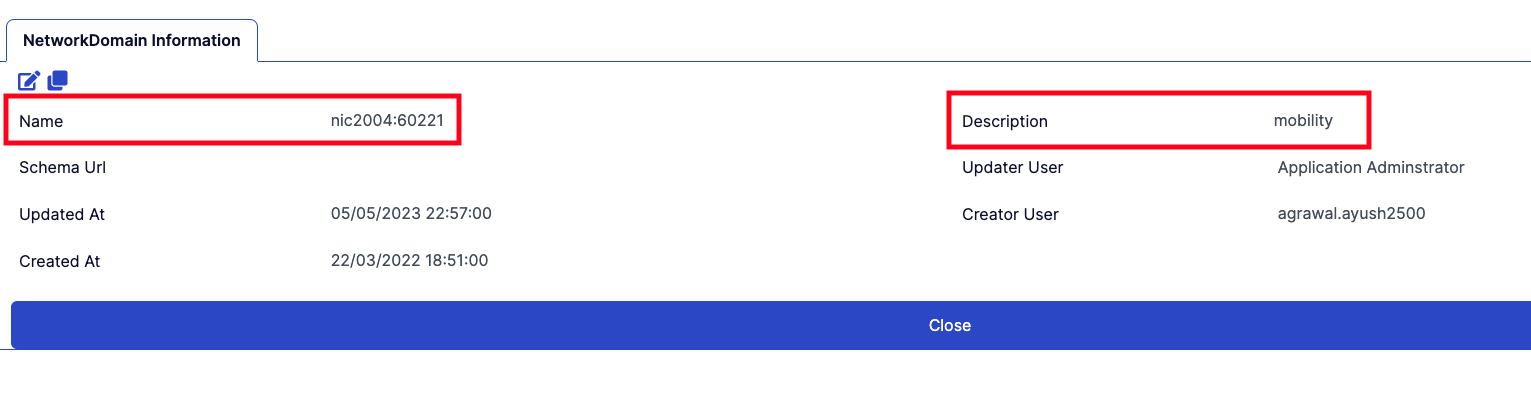 NetworkDomain Information
Name nic2004:60221 Description mobility
Schema Url Updater User Application Adminstrator
Updated At 05/05/2023 22:57:00 Creator User agrawal.ayush2500
Created At 22/03/2022 18:51:00
Close